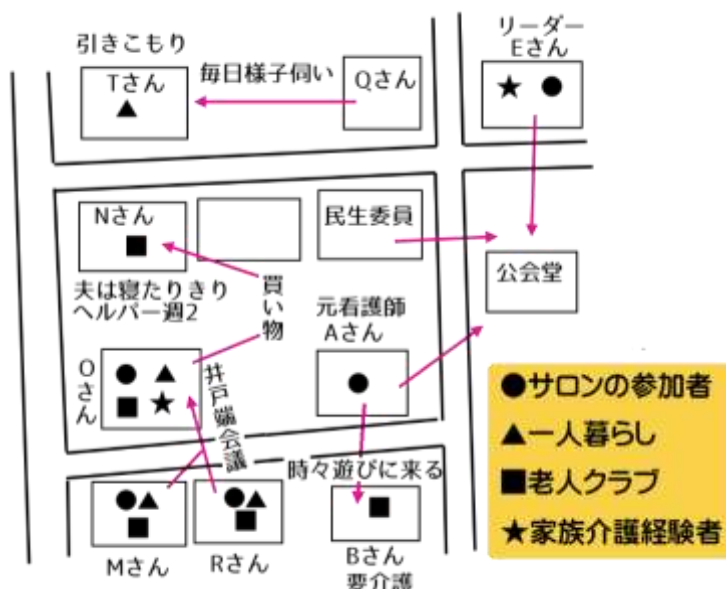 引きこもり
Tさん
毎日様子伺い
Qさん
リーダー
Eさん
Nさん
民生委員
公会堂
夫は寝たりきり
ヘルパー週2
買い物
元看護師
Aさん
Oさん
井戸端会議
時々遊びに来る
Mさん
Rさん
Bさん
要介護
●サロンの参加者
▲一人暮らし
■老人クラブ
★家族介護経験者